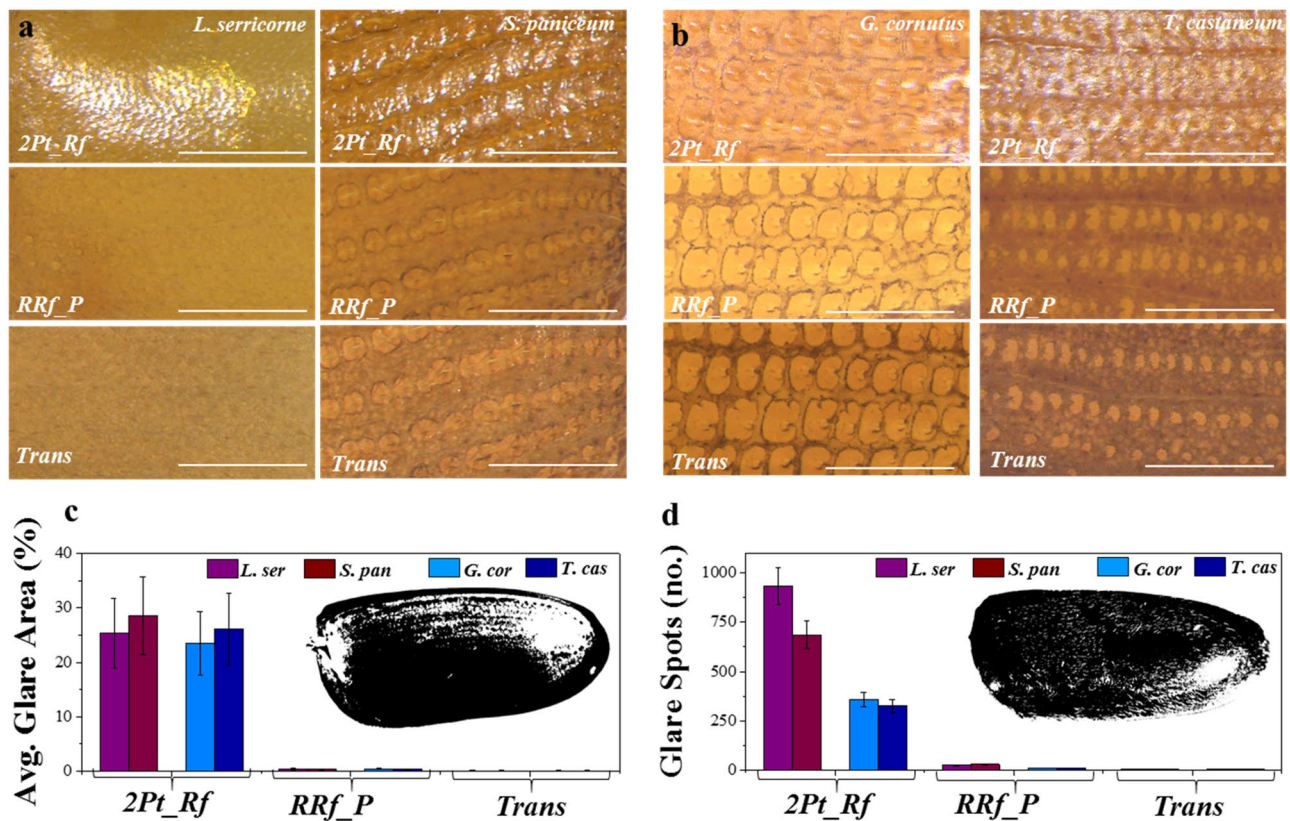 a
L. serricorne
S. paniceum
2Pt_Rf
2Pt_Rf
RRf_P
RRf_P
Trans
Trans
b
G. cornutus
T. castaneum
2Pt_Rf
2Pt_Rf
RRf_P
RRf_P
Trans
Trans
c
Avg. Glare Area (%)
40
30
20
10
0
L. ser
S. pan
G. cor
T. cas
2Pt_Rf
RRf_P
Trans
d
Glare Spots (no.)
1000
750
500
250
0
L. ser
S. pan
G. cor
T. cas
2Pt_Rf
RRf_P
Trans